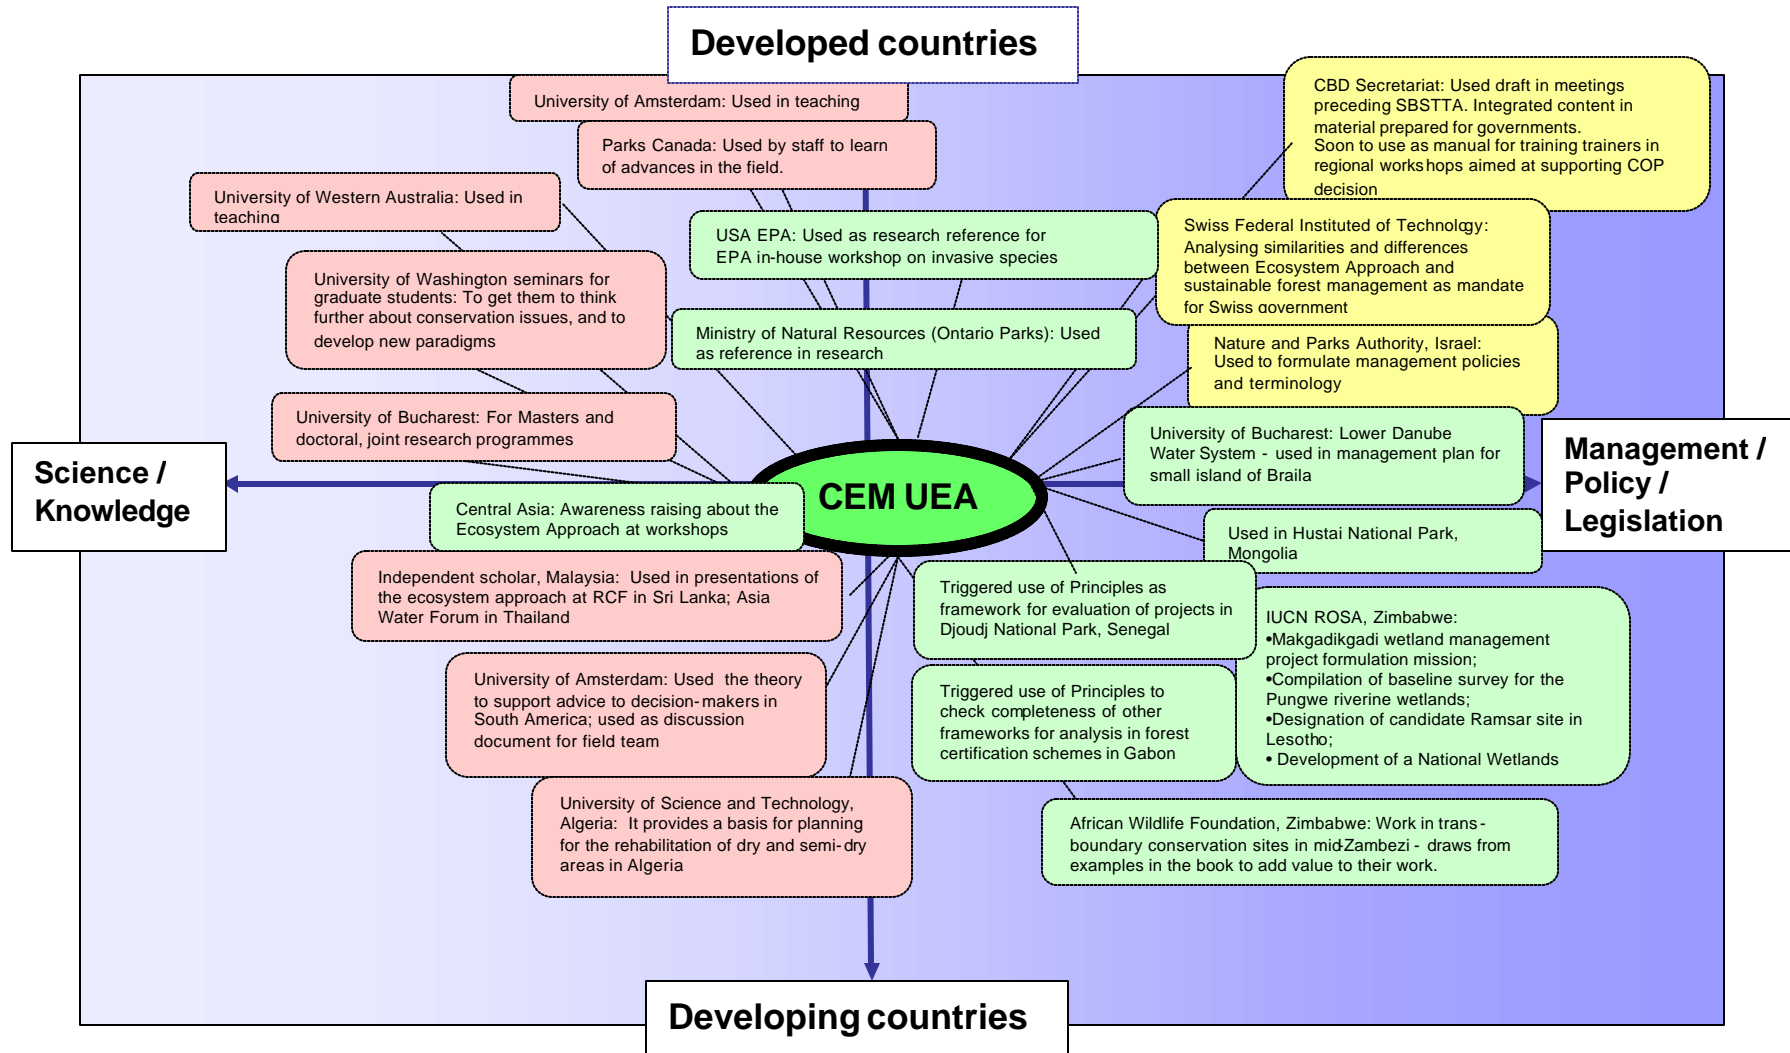 Developed countries
University of Amsterdam: Used in teaching
Parks Canada: Used by staff to learn
of advances in the field.
CBD Secretariat: Used draft in meetings
preceding SBSTTA. Integrated content in
material prepared for governments.
Soon to use as manual for training trainers in
regional workshops aimed at supporting COP
decision
University of Western Australia: Used in
teaching
USA EPA: Used as research reference for
EPA in-house workshop on invasive species
Swiss Federal Instituted of Technology:
Analysing similarities and differences
between Ecosystem Approach and
sustainable forest management as mandate
for Swiss government
University of Washington seminars for
graduate students: To get them to think
further about conservation issues, and to
develop new paradigms
Ministry of Natural Resources (Ontario Parks): Used
as reference in research
Nature and Parks Authority, Israel:
Used to formulate management policies
and terminology
University of Bucharest: For Masters and
doctoral, joint research programmes
University of Bucharest: Lower Danube
Water System - used in management plan for
small island of Braila
Science /
Knowledge
CEM UEA
Management /
Policy /
Legislation
Central Asia: Awareness raising about the
Ecosystem Approach at workshops
Used in Hustai National Park,
Mongolia
Independent scholar, Malaysia: Used in presentations of
the ecosystem approach at RCF in Sri Lanka; Asia
Water Forum in Thailand
Triggered use of Principles as
framework for evaluation of projects in
Djoudj National Park, Senegal
IUCN ROSA, Zimbabwe:
•Makgadikgadi wetland management
project formulation mission;
•Compilation of baseline survey for the
Pungwe riverine wetlands;
•Designation of candidate Ramsar site in
Lesotho;
• Development of a National Wetlands
University of Amsterdam: Used the theory
to support advice to decision-makers in
South America; used as discussion
document for field team
Triggered use of Principles to
check completeness of other
frameworks for analysis in forest
certification schemes in Gabon
University of Science and Technology,
Algeria: It provides a basis for planning
for the rehabilitation of dry and semi-dry
areas in Algeria
African Wildlife Foundation, Zimbabwe: Work in trans-
boundary conservation sites in mid-Zambezi - draws from
examples in the book to add value to their work.
Developing countries